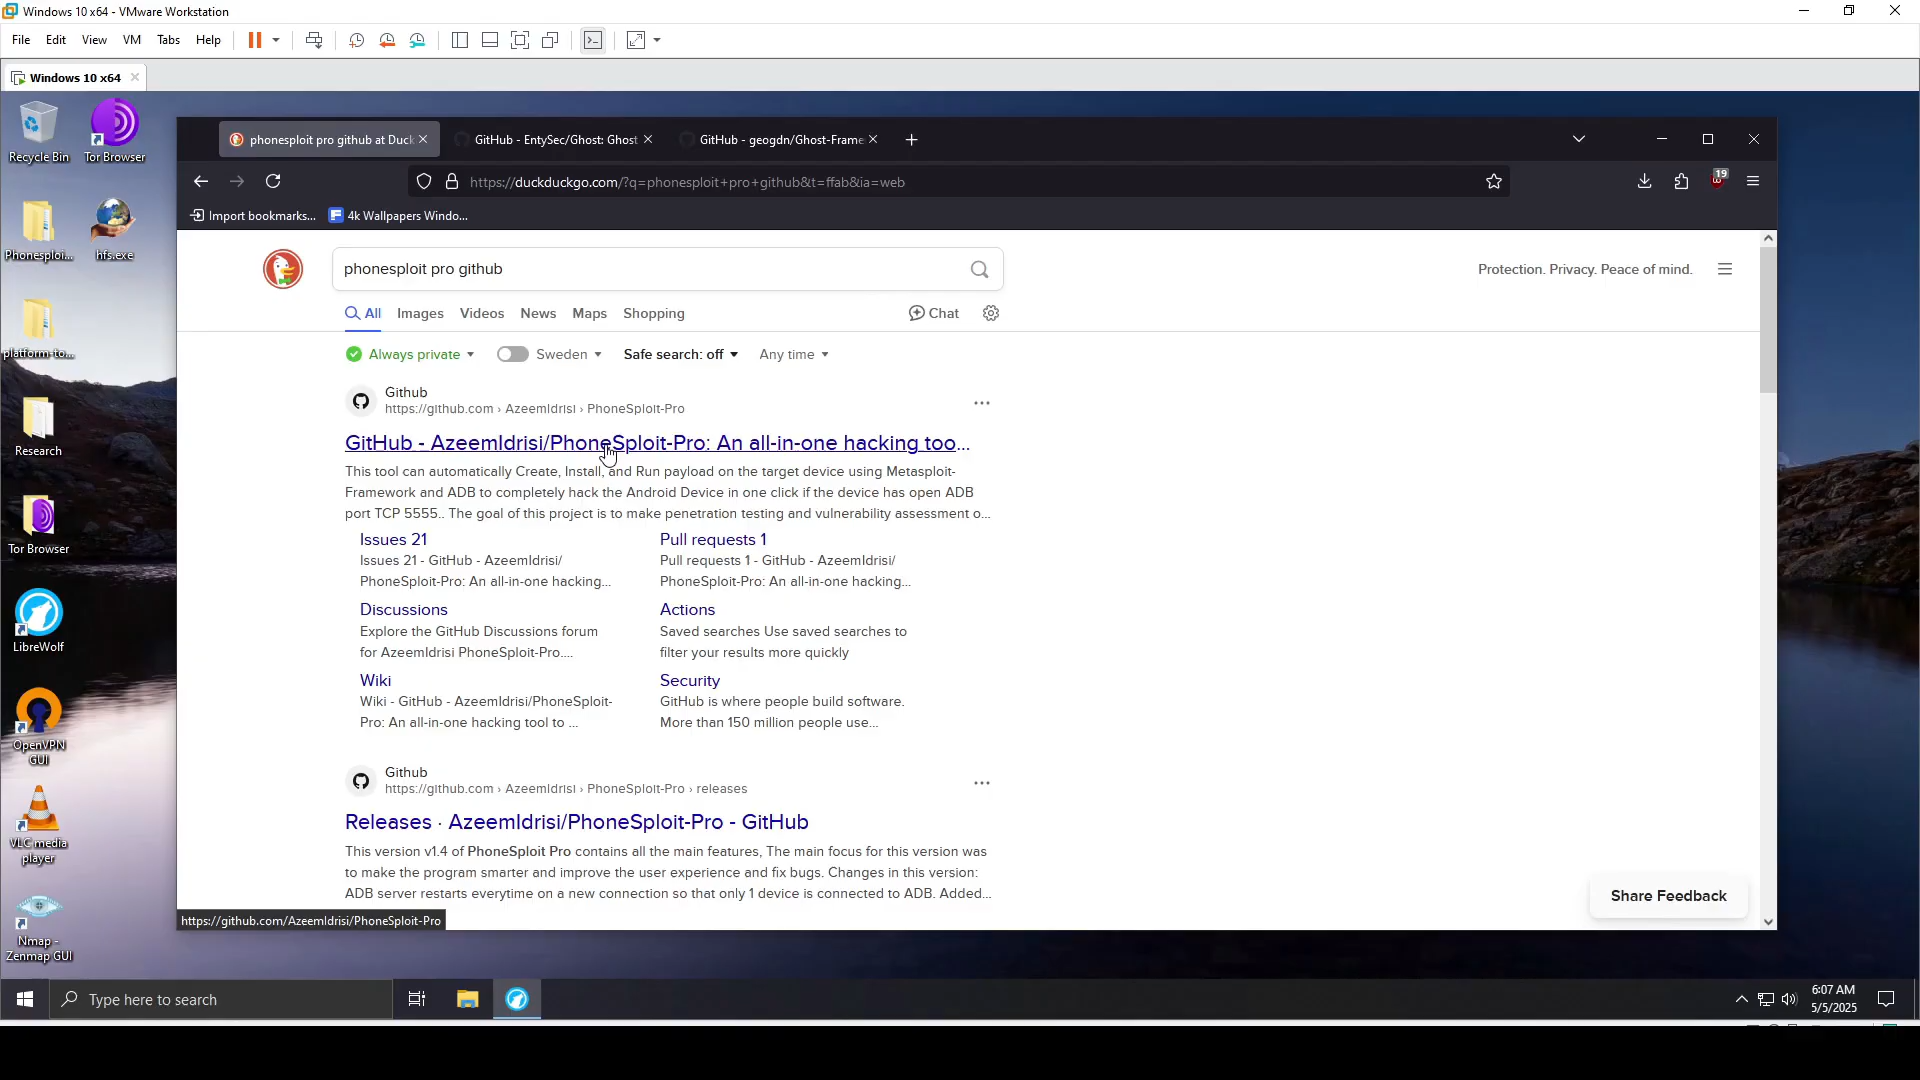 Windows 10 x64 - VMware Workstation
File Edit View VM Tabs Help
Windows 10 x64
Recycle Bin
Tor Browser
Phonesploi...
hfs.exe
platform-to...
Research
Tor Browser
LibreWolf
OpenVPN
GUI
VLC media
player
Nmap -
Zenmap GUI
phonesploit pro github at Duck
GitHub - EntySec/Ghost: Ghost
GitHub - geogdn/Ghost-Frame
https://duckduckgo.com/?q=phonesploit+pro+github&t=ffab&ia=web
19
Import bookmarks...
4k Wallpapers Windo...
phonesploit pro github
Protection. Privacy. Peace of mind.
All Images Videos News Maps Shopping
Chat
Always private
Sweden
Safe search: off
Any time
Github
https://github.com › AzeemIdrisi › PhoneSploit-Pro
GitHub - AzeemIdrisi/PhoneSploit-Pro: An all-in-one hacking too...
This tool can automatically Create, Install, and Run payload on the target device using Metasploit-
Framework and ADB to completely hack the Android Device in one click if the device has open ADB
port TCP 5555.. The goal of this project is to make penetration testing and vulnerability assessment o...
Issues 21
Issues 21 - GitHub - AzeemIdrisi/
PhoneSploit-Pro: An all-in-one hacking...
Pull requests 1
Pull requests 1 - GitHub - AzeemIdrisi/
PhoneSploit-Pro: An all-in-one hacking...
Discussions
Explore the GitHub Discussions forum
for AzeemIdrisi PhoneSploit-Pro....
Actions
Saved searches Use saved searches to
filter your results more quickly
Wiki
Wiki - GitHub - AzeemIdrisi/PhoneSploit-
Pro: An all-in-one hacking tool to ...
Security
GitHub is where people build software.
More than 150 million people use...
Github
https://github.com › AzeemIdrisi › PhoneSploit-Pro › releases
Releases · AzeemIdrisi/PhoneSploit-Pro - GitHub
This version v1.4 of PhoneSploit Pro contains all the main features, The main focus for this version was
to make the program smarter and improve the user experience and fix bugs. Changes in this version:
ADB server restarts everytime on a new connection so that only 1 device is connected to ADB. Added...
Share Feedback
https://github.com/AzeemIdrisi/PhoneSploit-Pro
Type here to search
6:07 AM
5/5/2025